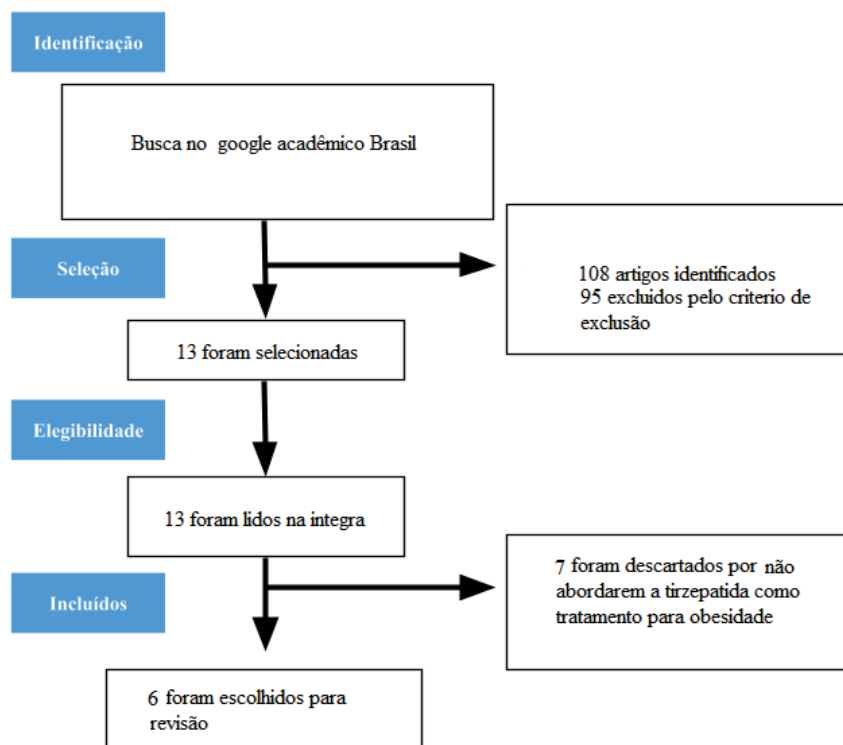 Identificação
Busca no google acadêmico Brasil
Seleção
108 artigos identificados
95 excluidos pelo criterio de
exclusão
13 foram selecionadas
Elegibilidade
13 foram lidos na integra
7 foram descartados por não
abordarem a tirzepatida como
tratamento para obesidade
Incluídos
6 foram escolhidos para
revisão